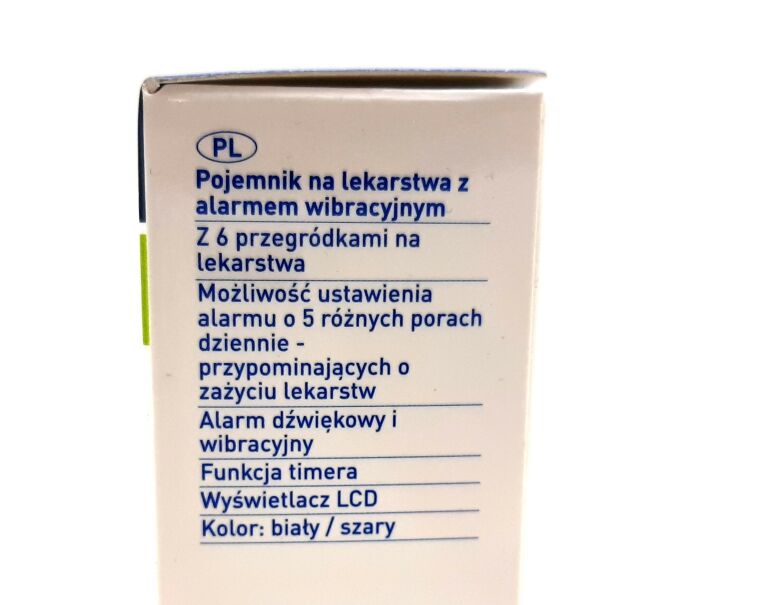 PL
Pojemnik na lekarstwa z
alarmem wibracyjnym
Z 6 przegródkami na
lekarstwa
Możliwość ustawienia
alarmu o 5 różnych porach
dziennie -
przypominających o
zażyciu lekarstw
Alarm dźwiękowy i
wibracyjny
Funkcja timera
Wyświetlacz LCD
Kolor: biały / szary